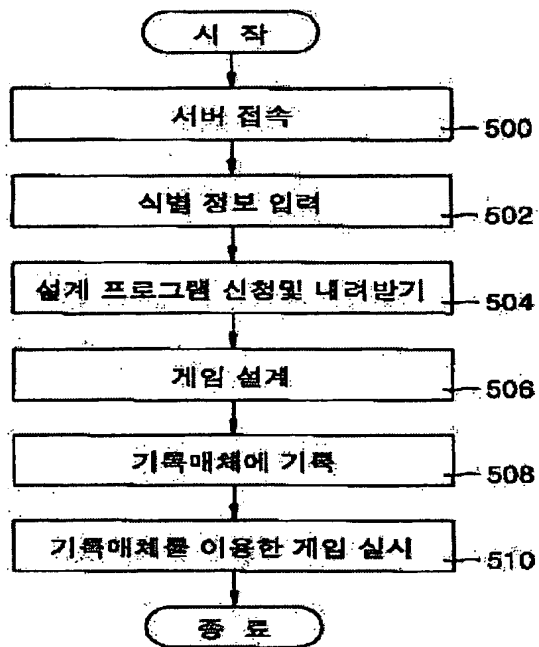 시 작
서버 접속
500
식별 정보 입력
502
설계 프로그램 신청및 내려받기
504
게임 설계
506
기록매체에 기록
508
기록매체를 이용한 게임 실시
510
종 료